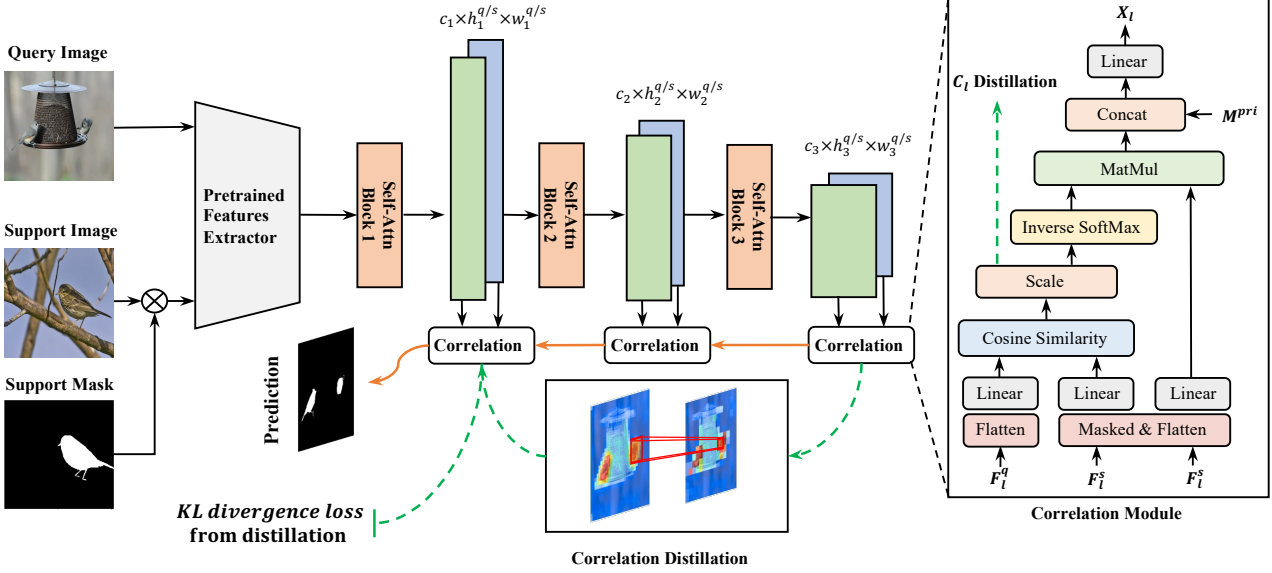 Query Image
Support Image
Support Mask
Pretrained
Features
Extractor
Self-Attn
Block 1
Self-Attn
Block 2
Self-Attn
Block 3
c₁×h₁^{q/s}×w₁^{q/s}
c₂×h₂^{q/s}×w₂^{q/s}
c₃×h₃^{q/s}×w₃^{q/s}
Correlation
Correlation
Correlation
Prediction
KL divergence loss
from distillation
Correlation Distillation
X_l
Linear
C_l Distillation
Concat
M^{pri}
MatMul
Inverse SoftMax
Scale
Cosine Similarity
Linear
Linear
Linear
Flatten
Masked & Flatten
F_l^q
F_l^s
F_l^s
Correlation Module